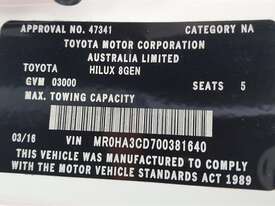 APPROVAL NO. 47341 CATEGORY NA
TOYOTA MOTOR CORPORATION
AUSTRALIA LIMITED
TOYOTA HILUX 8GEN
GVM 03000 SEATS 5
MAX. TOWING CAPACITY
03/16 VIN MR0HA3CD700381640
THIS VEHICLE WAS MANUFACTURED TO COMPLY
WITH THE MOTOR VEHICLE STANDARDS ACT 1989